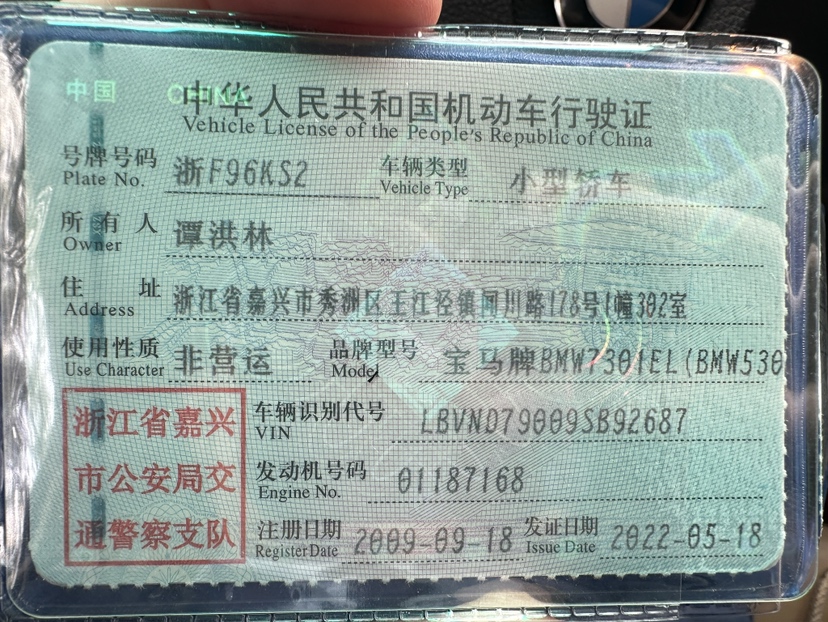 中国 CHINA
中华人民共和国机动车行驶证
Vehicle License of the People's Republic of China
号牌号码 浙F96KS2 车辆类型 小型轿车
Plate No. Vehicle Type
所有人 谭洪林
Owner
住址 浙江省嘉兴市秀洲区王江泾镇闻川路178号1幢302室
Address
使用性质 非营运 品牌型号 宝马牌BMW7301EL(BMW530
Use Character Model
浙江省嘉兴 车辆识别代号 LBVND79009SB92687
VIN
市公安局交 发动机号码 01187168
Engine No.
通警察支队 注册日期 2009-09-18 发证日期 2022-05-18
Register Date Issue Date